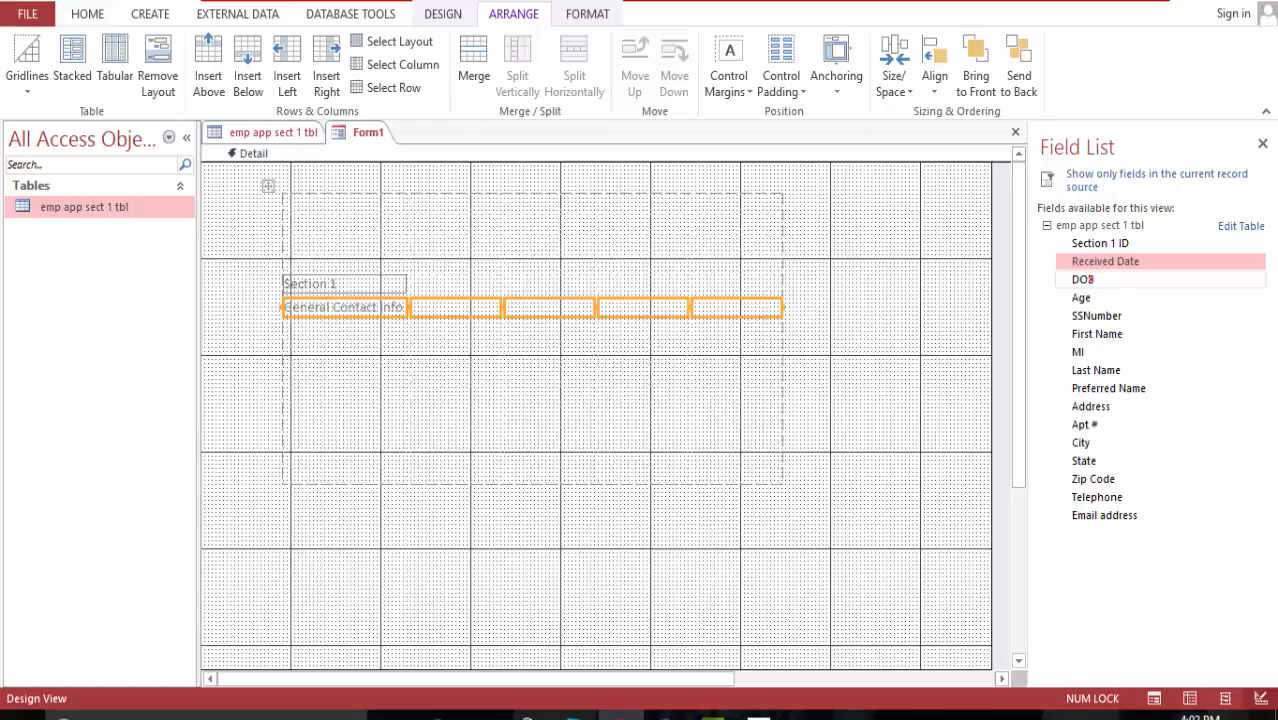 FILE HOME CREATE EXTERNAL DATA DATABASE TOOLS DESIGN ARRANGE FORMAT Sign in
Gridlines Stacked Tabular Remove Layout
Table
Insert Above Insert Below Insert Left Insert Right
Select Layout
Select Column
Select Row
Rows & Columns
Merge Split Vertically Split Horizontally
Merge / Split
Move Up Move Down
Move
Control Margins Control Padding Anchoring
Position
Size/ Space Align Bring to Front Send to Back
Sizing & Ordering
All Access Obje...
Search...
Tables
emp app sect 1 tbl
emp app sect 1 tbl Form1
Detail
Section 1
General Contact Info
Field List
Show only fields in the current record
source
Fields available for this view:
emp app sect 1 tbl Edit Table
Section 1 ID
Received Date
DOB
Age
SSNumber
First Name
MI
Last Name
Preferred Name
Address
Apt #
City
State
Zip Code
Telephone
Email address
Design View NUM LOCK
4:02 PM